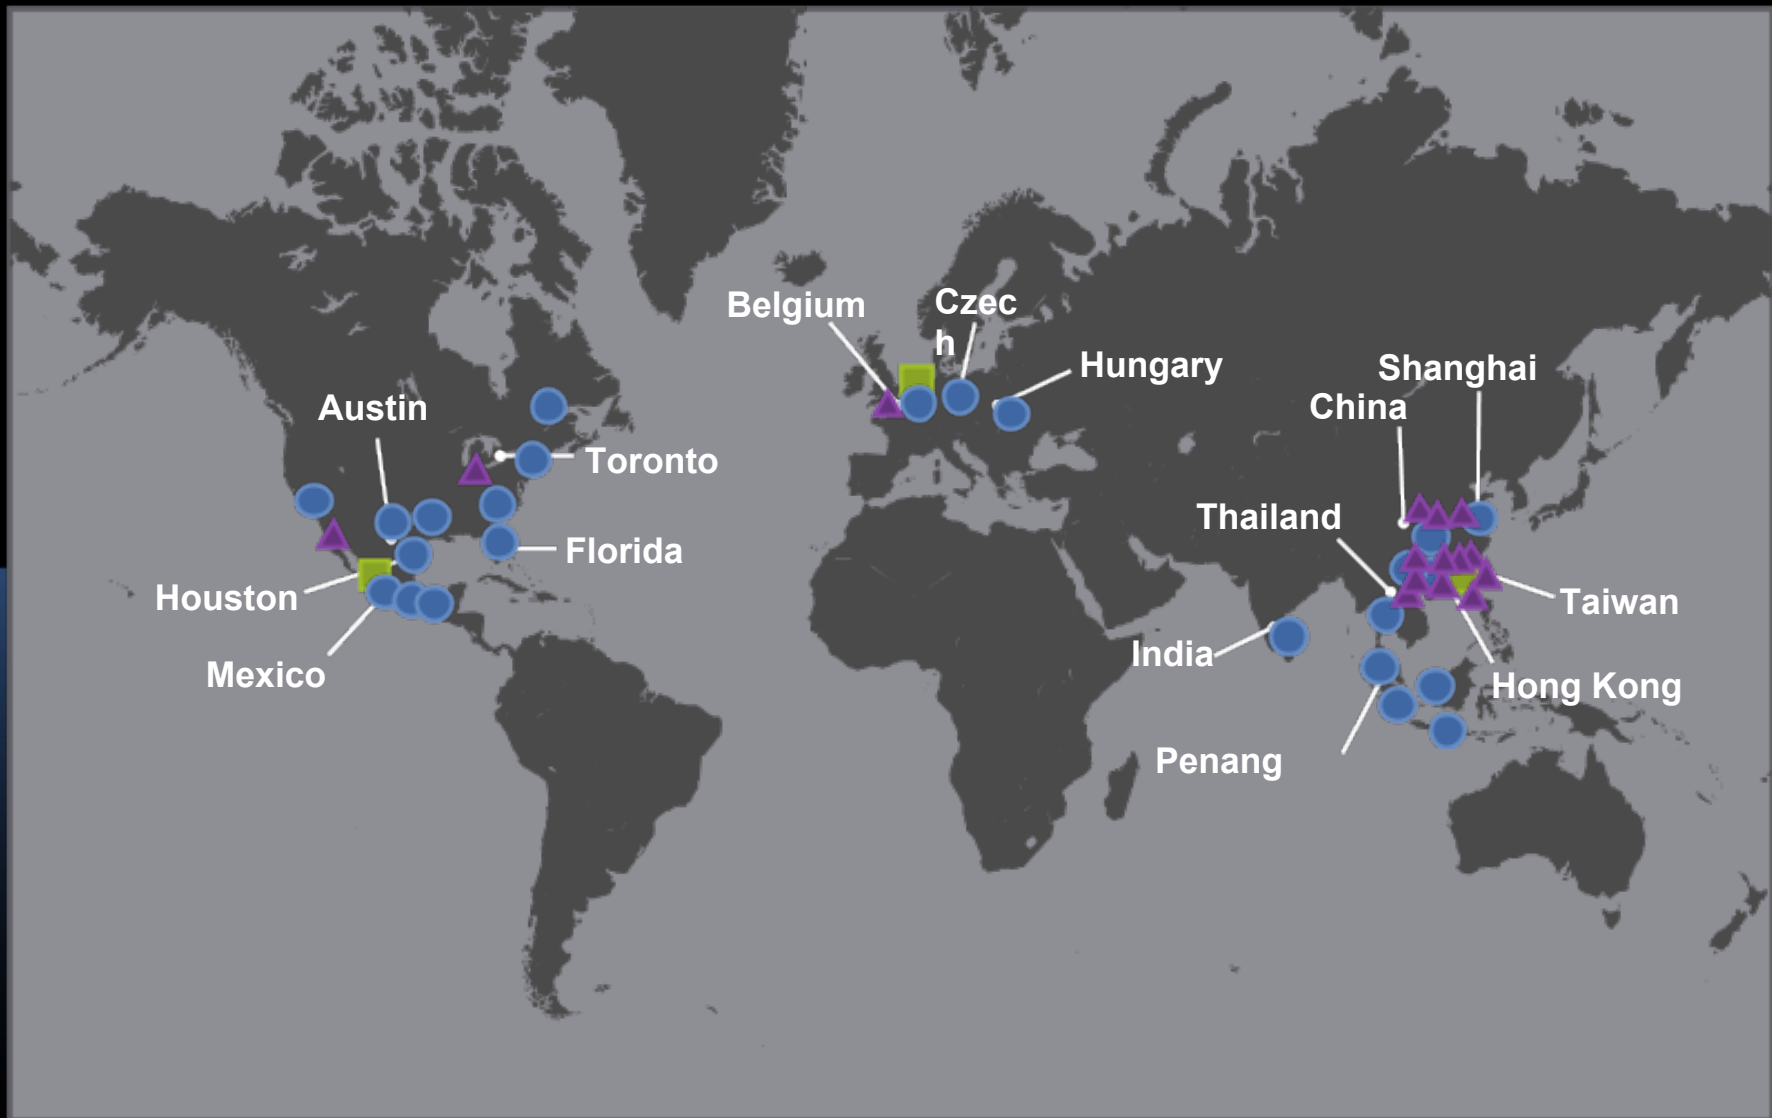 Belgium
Czec
h
Hungary
Shanghai
China
Austin
Toronto
Thailand
Florida
Houston
Taiwan
India
Mexico
Hong Kong
Penang